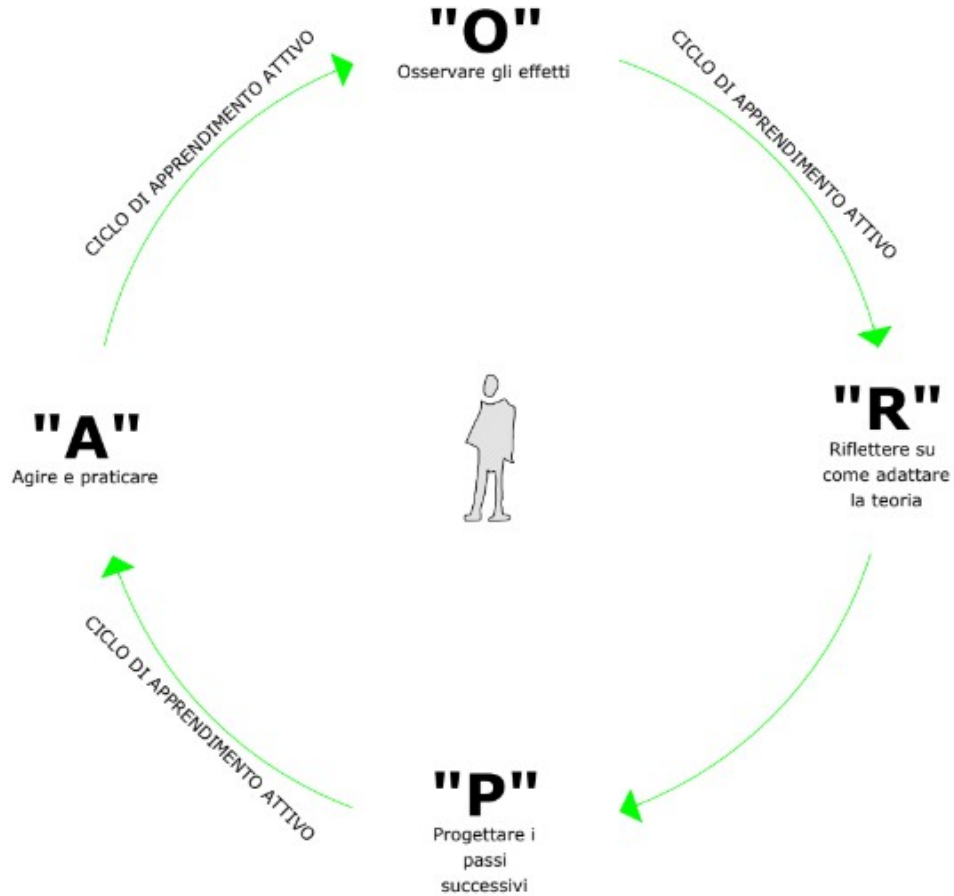 "O"
Osservare gli effetti
CICLO DI APPRENDIMENTO ATTIVO
CICLO DI APPRENDIMENTO ATTIVO
"A"
Agire e praticare
"R"
Riflettere su
come adattare
la teoria
CICLO DI APPRENDIMENTO ATTIVO
"P"
Progettare i
passi
successivi